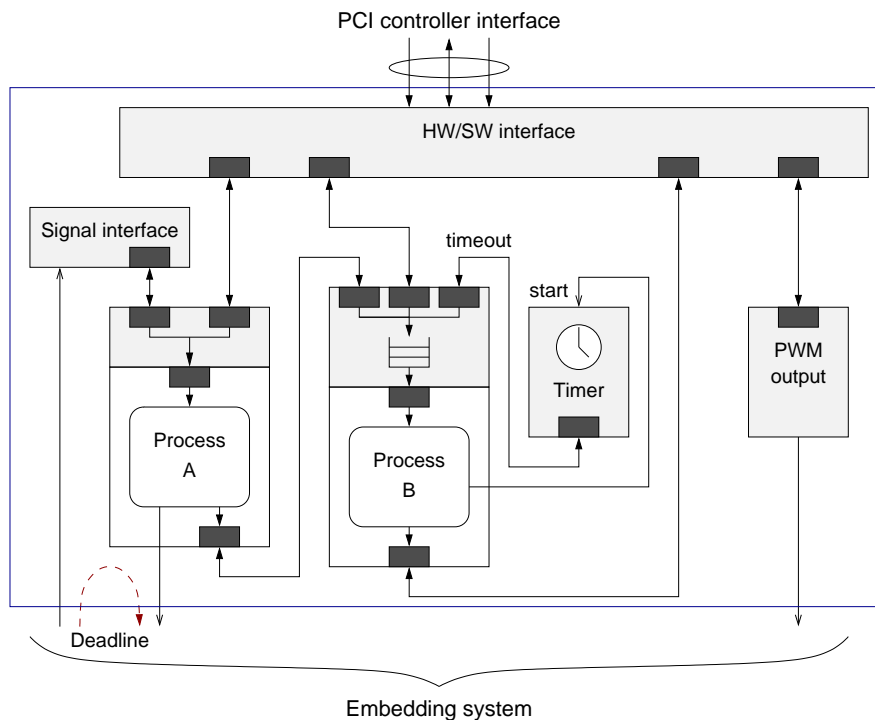 PCI controller interface
HW/SW interface
Signal interface
timeout
start
Timer
PWM
output
Process
A
Process
B
Deadline
Embedding system